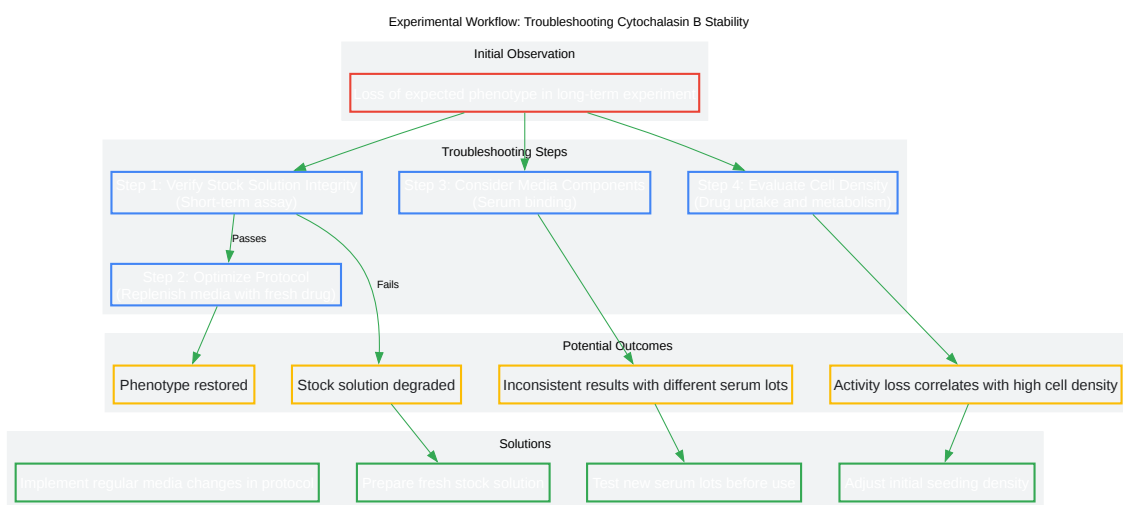 Experimental Workflow: Troubleshooting Cytochalasin B Stability
Initial Observation
Loss of expected phenotype in long-term experiment
Troubleshooting Steps
Step 1: Verify Stock Solution Integrity
(Short-term assay)
Step 3: Consider Media Components
(Serum binding)
Step 4: Evaluate Cell Density
(Drug uptake and metabolism)
Passes
Step 2: Optimize Protocol
(Replenish media with fresh drug)
Fails
Potential Outcomes
Phenotype restored
Stock solution degraded
Inconsistent results with different serum lots
Activity loss correlates with high cell density
Solutions
Implement regular media changes in protocol
Prepare fresh stock solution
Test new serum lots before use
Adjust initial seeding density